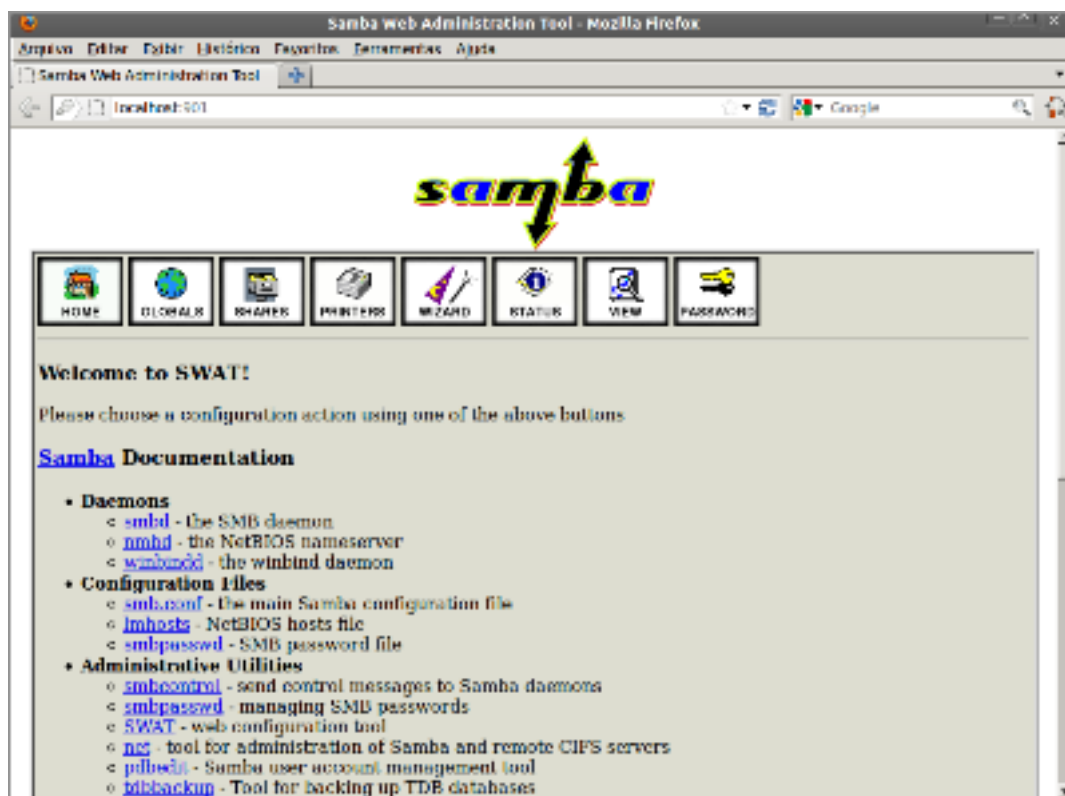 Samba Web Administration Tool - Mozilla Firefox
Arquivo Editar Exibir Histórico Favoritos Ferramentas Ajuda
Samba Web Administration Tool
localhost:901 Google
samba
HOME GLOBALS SHARES PRINTERS WIZARD STATUS VIEW PASSWORD
Welcome to SWAT!
Please choose a configuration action using one of the above buttons
Samba Documentation
• Daemons
◦ smbd - the SMB daemon
◦ nmbd - the NetBIOS nameserver
◦ winbindd - the winbind daemon
• Configuration Files
◦ smb.conf - the main Samba configuration file
◦ lmhosts - NetBIOS hosts file
◦ smbpasswd - SMB password file
• Administrative Utilities
◦ smbcontrol - send control messages to Samba daemons
◦ smbpasswd - managing SMB passwords
◦ SWAT - web configuration tool
◦ net - tool for administration of Samba and remote CIFS servers
◦ pdbedit - Samba user account management tool
◦ tdbbackup - Tool for backing up TDB databases